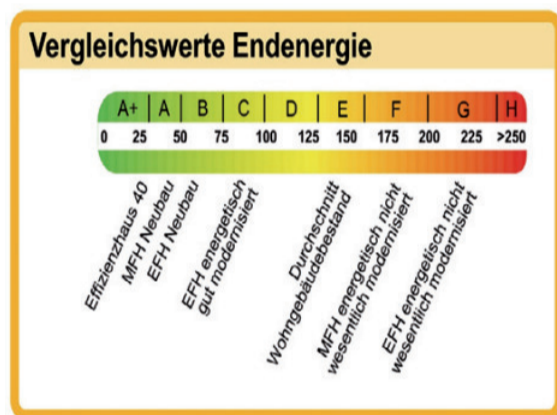 Vergleichswerte Endenergie
A+ A B C D E F G H
0 25 50 75 100 125 150 175 200 225 >250
Effizienzhaus 40
MFH Neubau
EFH Neubau
EFH energetisch
gut modernisiert
Durchschnitt
Wohngebäudebestand
MFH energetisch nicht
wesentlich modernisiert
EFH energetisch nicht
wesentlich modernisiert